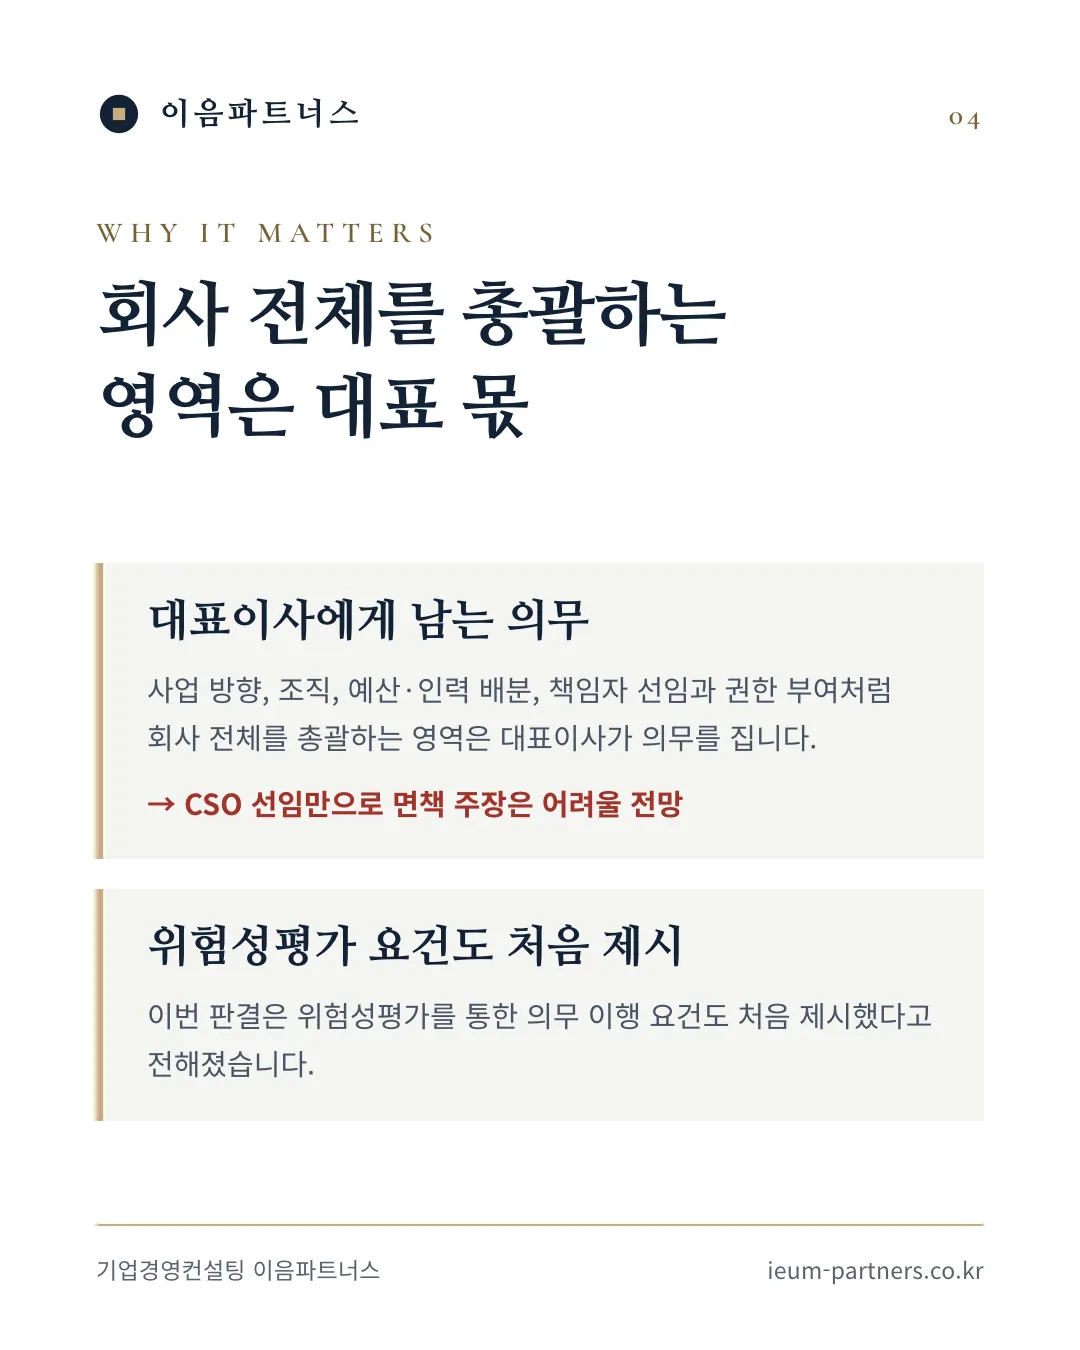 이음파트너스
04
WHY IT MATTERS
회사 전체를 총괄하는
영역은 대표 몫
대표이사에게 남는 의무
사업 방향, 조직, 예산·인력 배분, 책임자 선임과 권한 부여처럼
회사 전체를 총괄하는 영역은 대표이사가 의무를 집니다.
→ CSO 선임만으로 면책 주장은 어려울 전망
위험성평가 요건도 처음 제시
이번 판결은 위험성평가를 통한 의무 이행 요건도 처음 제시했다고
전해졌습니다.
기업경영컨설팅 이음파트너스
ieum-partners.co.kr